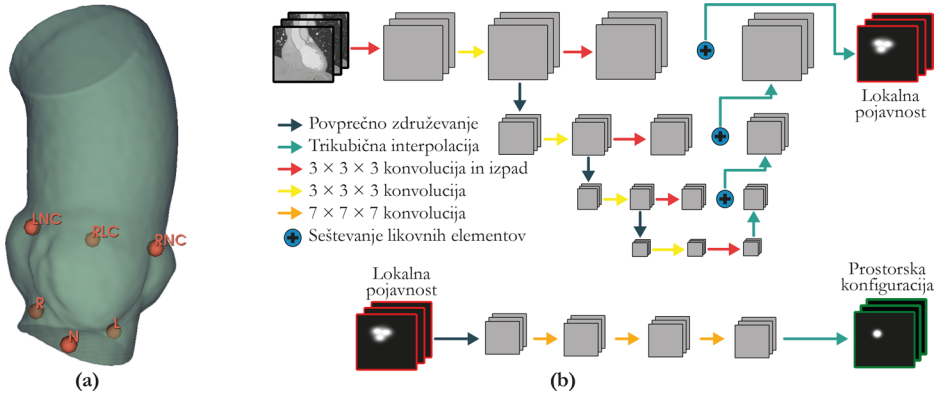 LNC
RLC
RNC
R
N
L
(a)
Lokalna
pojavnost
Povprečno združevanje
Trikubična interpolacija
3 × 3 × 3 konvolucija in izpad
3 × 3 × 3 konvolucija
7 × 7 × 7 konvolucija
Seštevanje likovnih elementov
Lokalna
pojavnost
Prostorska
konfiguracija
(b)